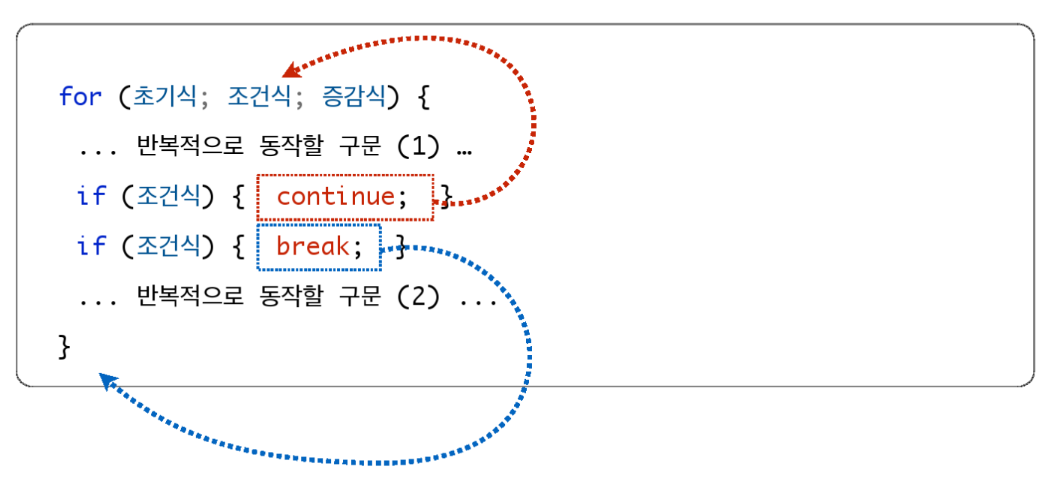 for (초기식; 조건식; 증감식) {
... 반복적으로 동작할 구문 (1) …
if (조건식) { continue; }
if (조건식) { break; }
... 반복적으로 동작할 구문 (2) ...
}